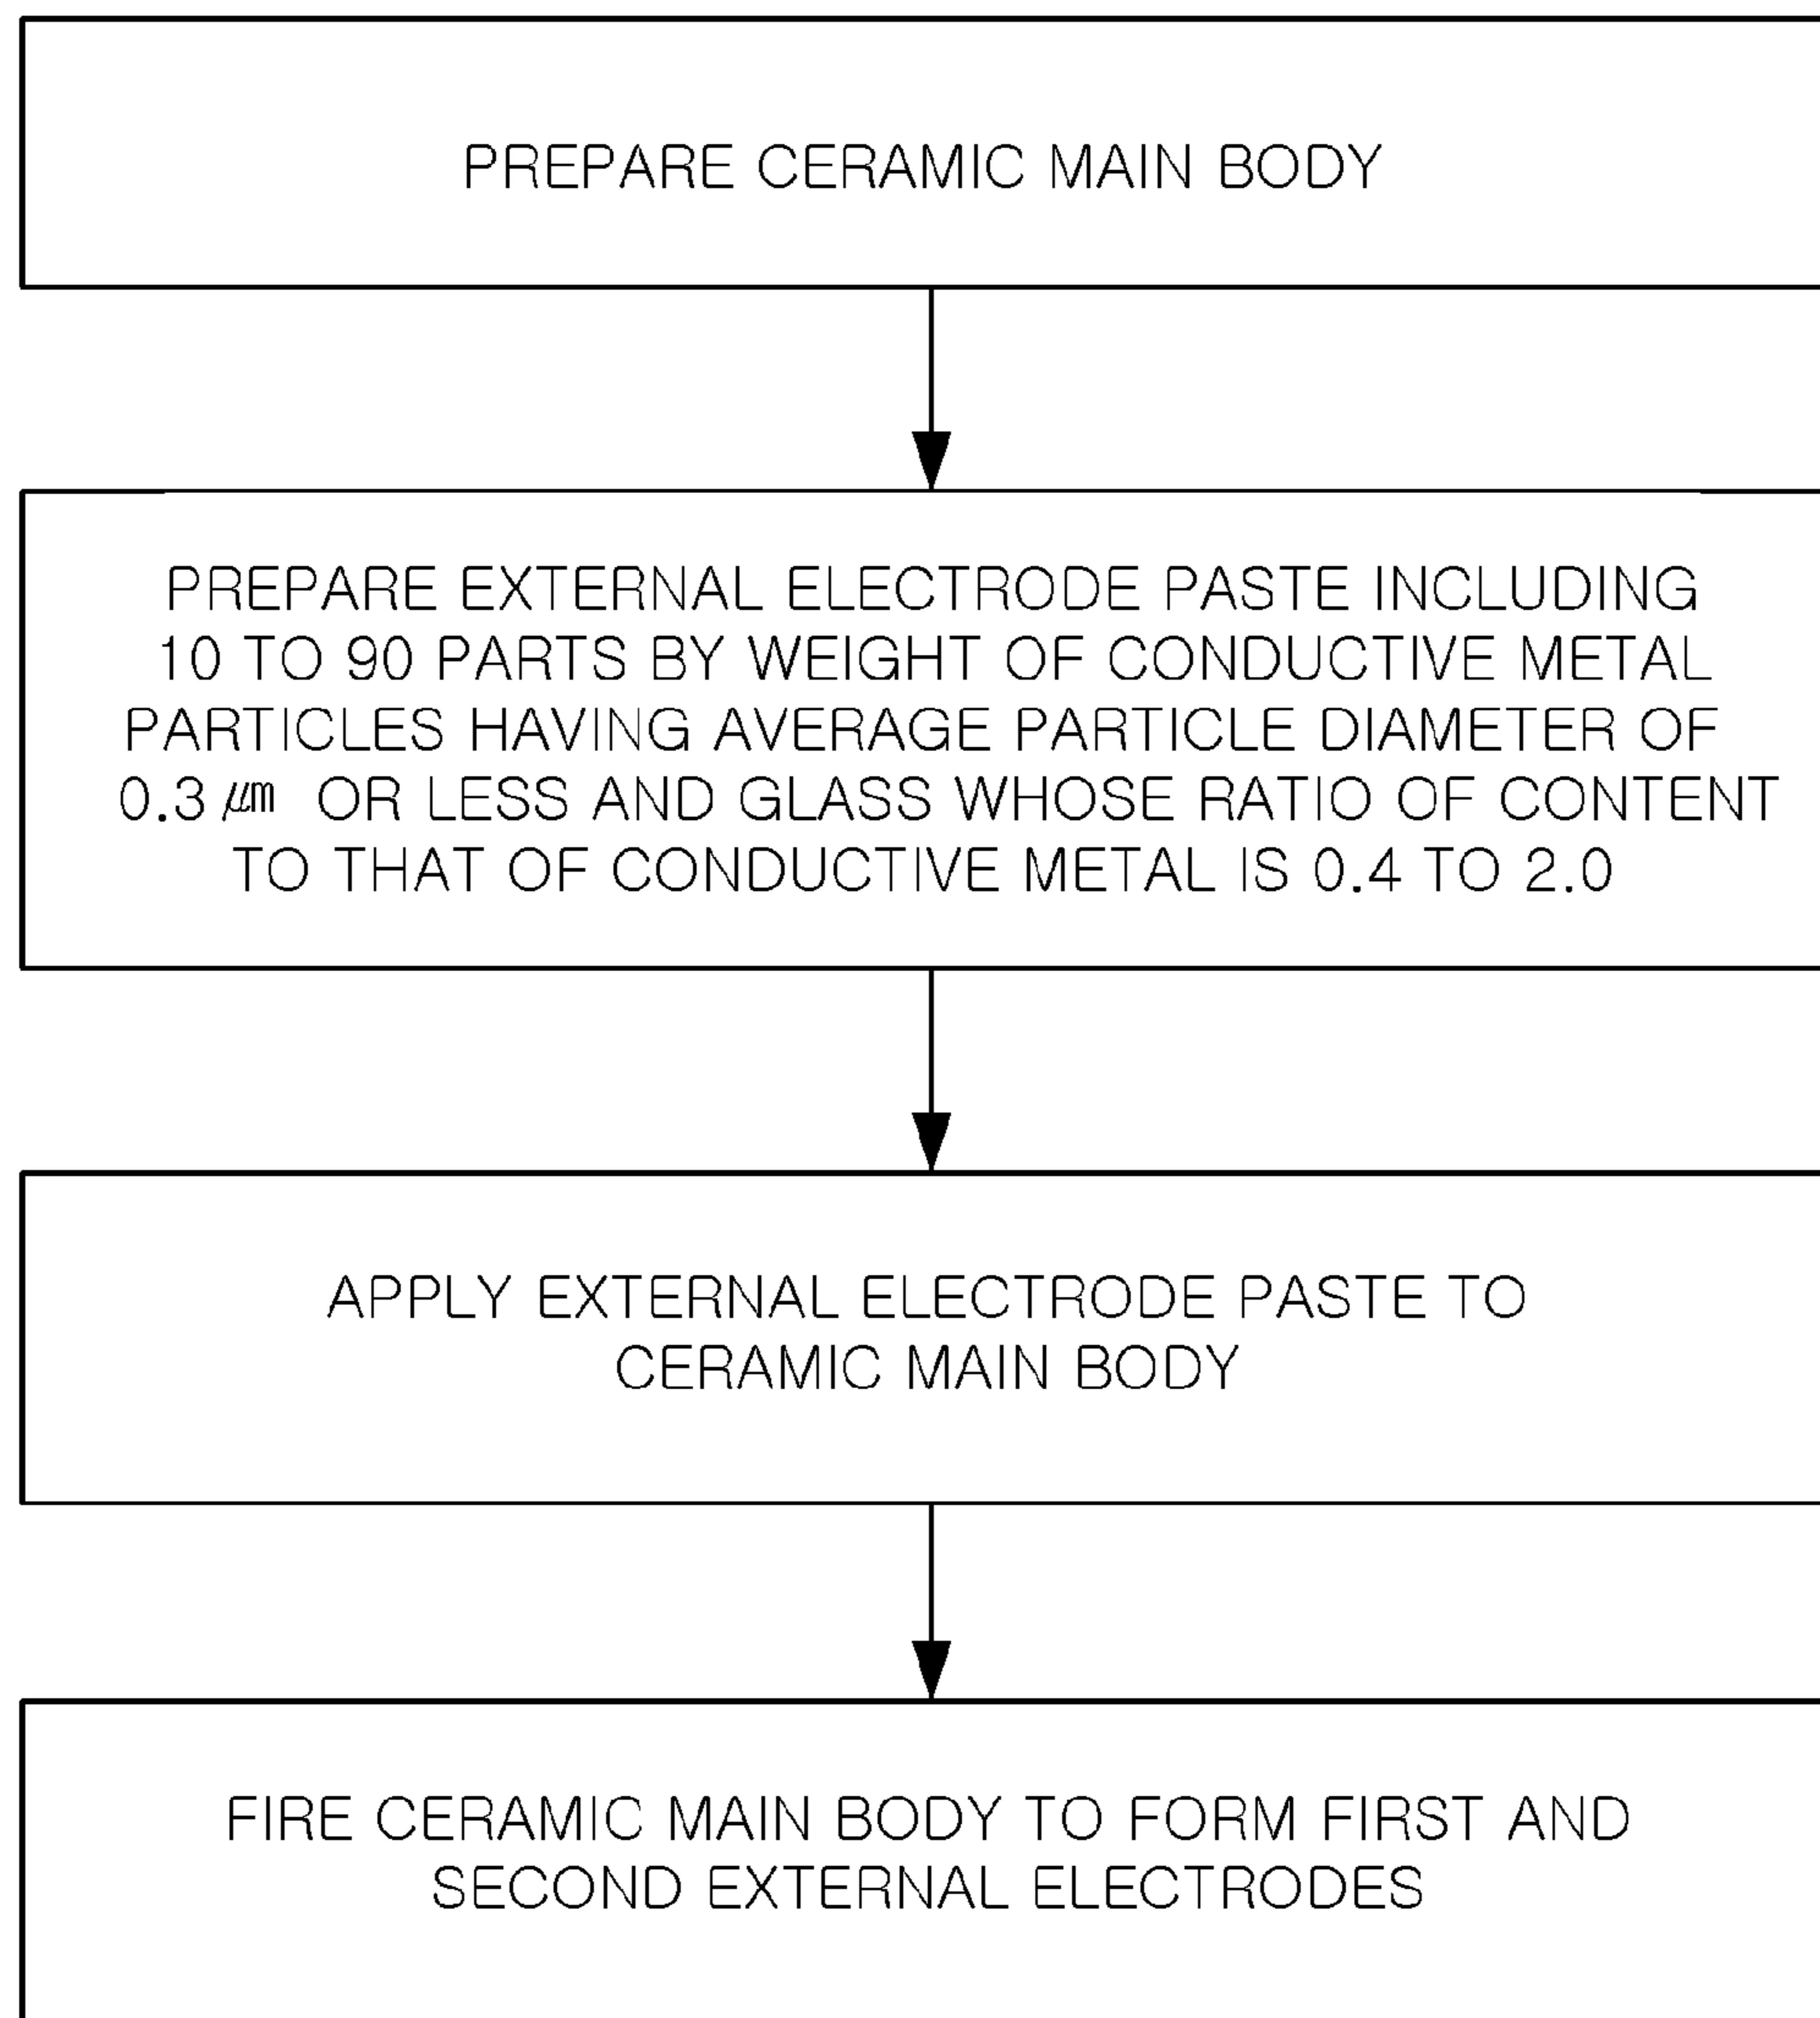 PREPARE CERAMIC MAIN BODY
PREPARE EXTERNAL ELECTRODE PASTE INCLUDING
10 TO 90 PARTS BY WEIGHT OF CONDUCTIVE METAL
PARTICLES HAVING AVERAGE PARTICLE DIAMETER OF
0.3 ㎛ OR LESS AND GLASS WHOSE RATIO OF CONTENT
TO THAT OF CONDUCTIVE METAL IS 0.4 TO 2.0
APPLY EXTERNAL ELECTRODE PASTE TO
CERAMIC MAIN BODY
FIRE CERAMIC MAIN BODY TO FORM FIRST AND
SECOND EXTERNAL ELECTRODES